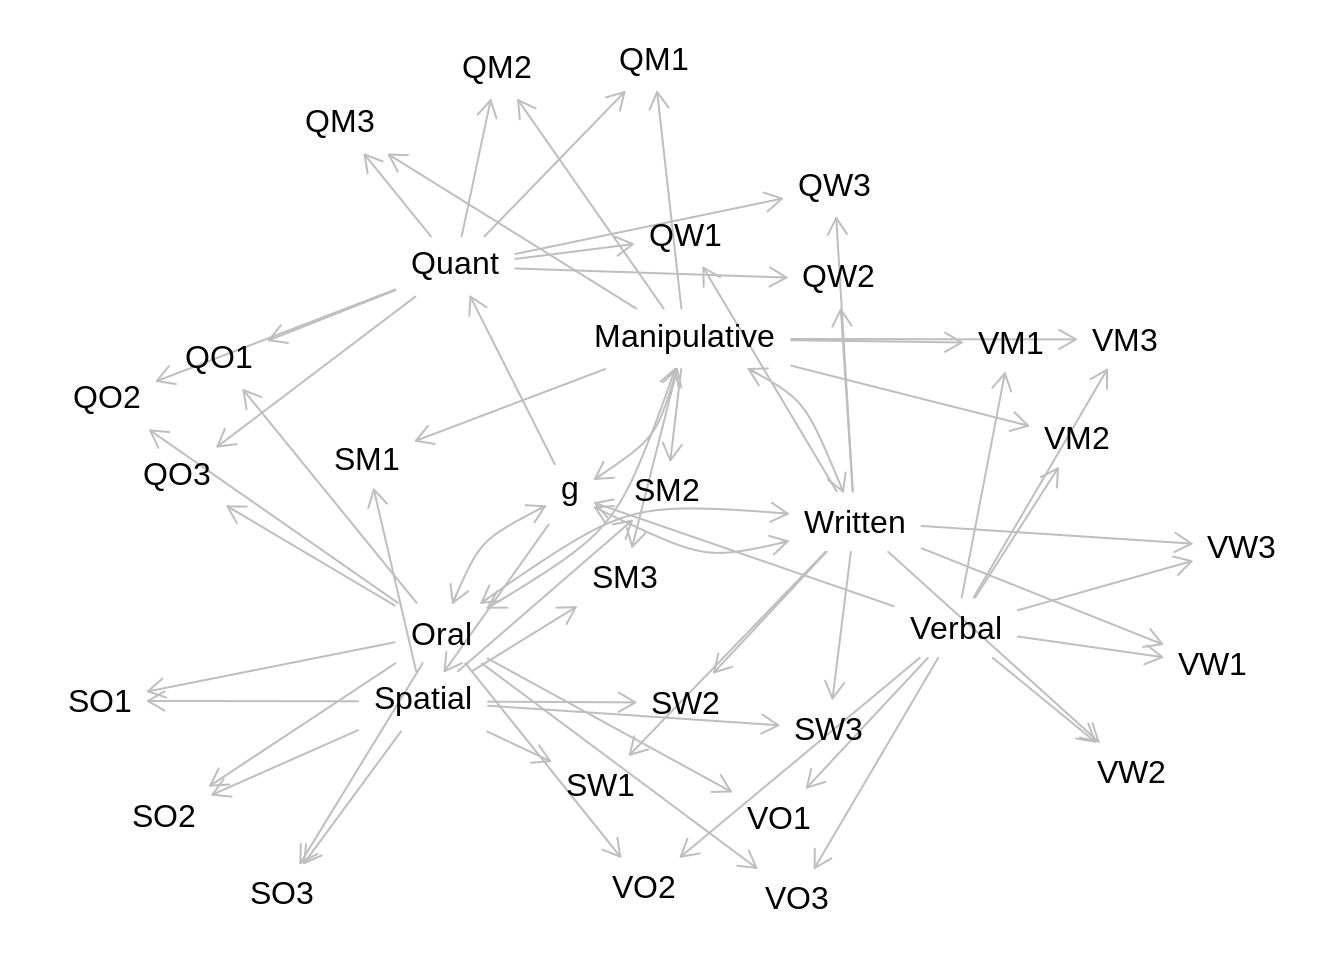 QM1
QM2
QM3
QW3
QW1
Quant
QW2
Manipulative
VM1
VM3
QO1
QO2
VM2
SM1
QO3
g
SM2
Written
VW3
SM3
Verbal
Oral
VW1
Spatial
SO1
SW2
SW3
VW2
SW1
SO2
VO1
VO2
SO3
VO3